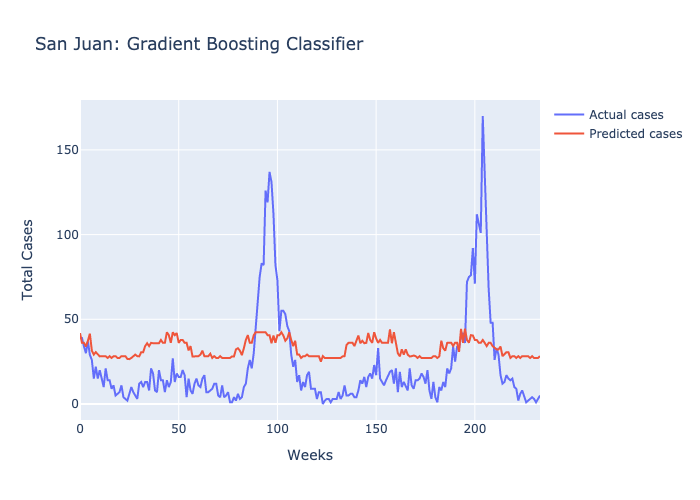 San Juan: Gradient Boosting Classifier
Actual cases
Predicted cases
150
100
50
0
Total Cases
0
50
100
150
200
Weeks